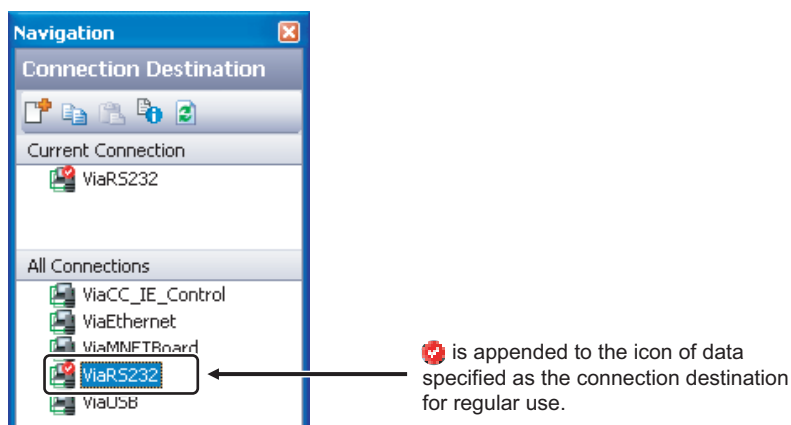 Navigation
Connection Destination
Current Connection
ViaRS232
All Connections
ViaCC_IE_Control
ViaEthernet
ViaMNETBoard
ViaRS232
ViaUSB
is appended to the icon of data
specified as the connection destination
for regular use.